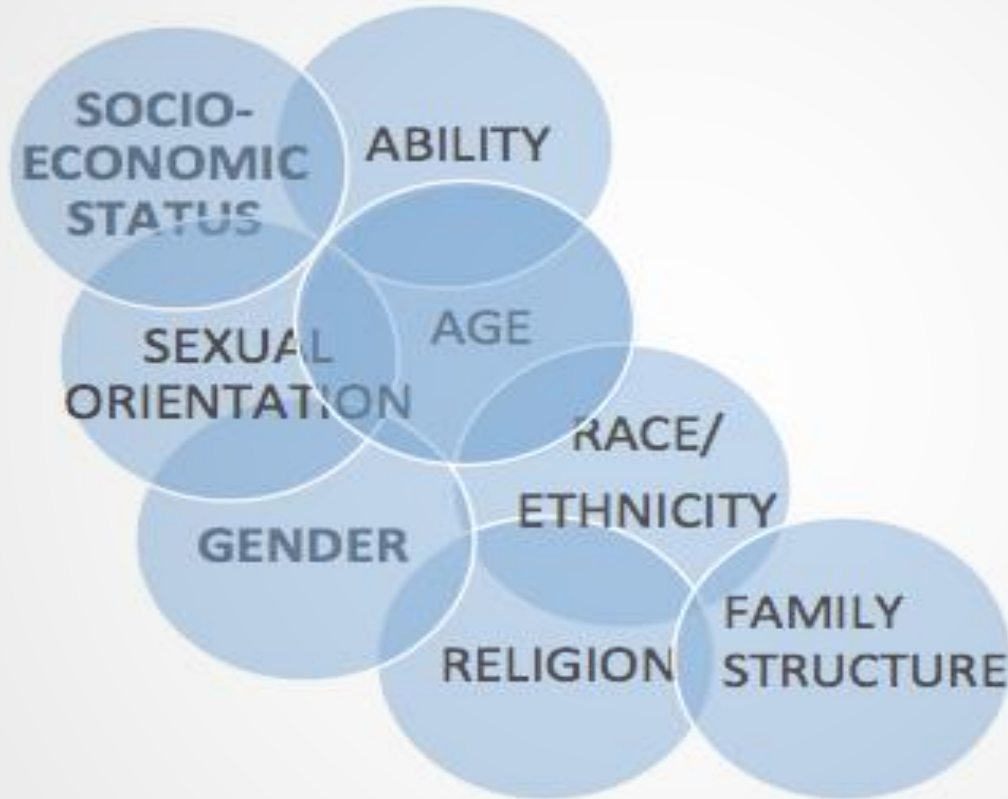 SOCIO-
ECONOMIC
STATUS
ABILITY
AGE
SEXUAL
ORIENTATION
RACE/
ETHNICITY
GENDER
RELIGION
FAMILY
STRUCTURE